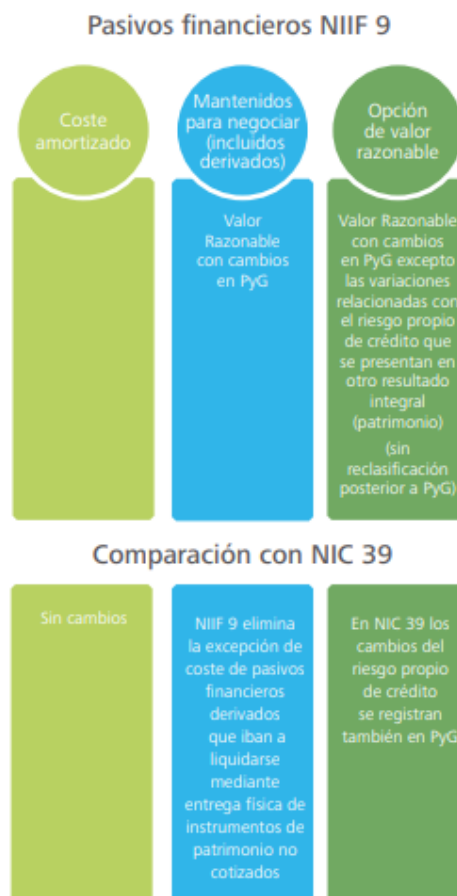 Pasivos financieros NIIF 9
Coste
amortizado
Mantenidos
para negociar
(incluidos
derivados)
Opción
de valor
razonable
Valor
Razonable
con cambios
en PyG
Valor Razonable
con cambios
en PyG excepto
las variaciones
relacionadas con
el riesgo propio
de crédito que
se presentan en
otro resultado
integral
(patrimonio)
(sin
reclasificación
posterior a PyG)
Comparación con NIC 39
Sin cambios
NIIF 9 elimina
la excepción de
coste de pasivos
financieros
derivados
que iban a
liquidarse
mediante
entrega física de
instrumentos de
patrimonio no
cotizados
En NIC 39 los
cambios del
riesgo propio
de crédito
se registran
también en PyG